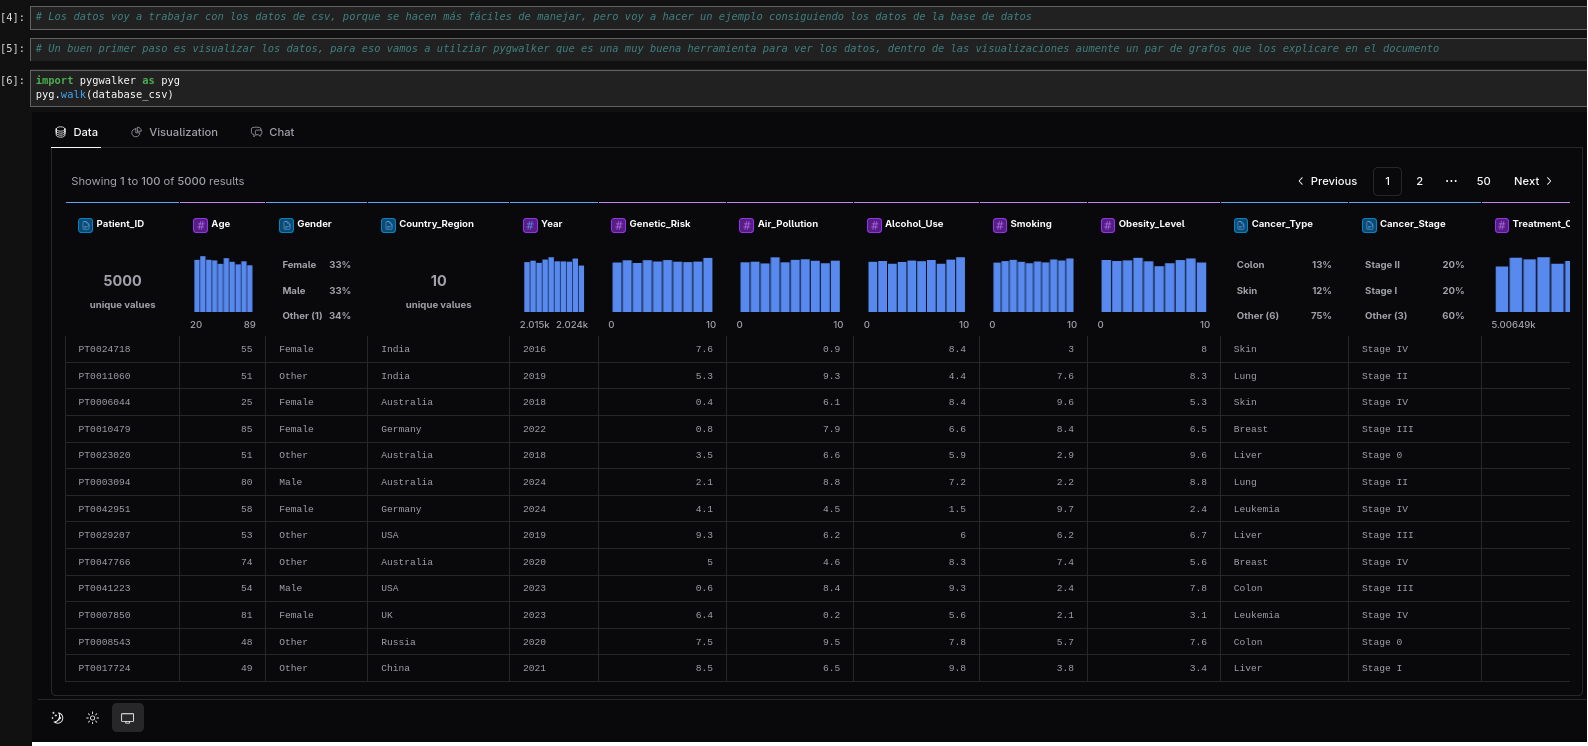 [4]: # Los datos voy a trabajar con los datos de csv, porque se hacen más fáciles de manejar, pero voy a hacer un ejemplo consiguiendo los datos de la base de datos
[5]: # Un buen primer paso es visualizar los datos, para eso vamos a utilziar pygwalker que es una muy buena herramienta para ver los datos, dentro de las visualizaciones aumente un par de grafos que los explicare en el documento
[6]: import pygwalker as pyg
pyg.walk(database_csv)
Data Visualization Chat
Showing 1 to 100 of 5000 results Previous 1 2 ... 50 Next
Patient_ID # Age Gender Country_Region # Year # Genetic_Risk # Air_Pollution # Alcohol_Use # Smoking # Obesity_Level Cancer_Type Cancer_Stage # Treatment_C
Female 33% Colon 13% Stage II 20%
5000 Male 33% 10 Skin 12% Stage I 20%
unique values unique values
Other (1) 34% Other (6) 75% Other (3) 60%
20 89 2.015k 2.024k 0 10 0 10 0 10 0 10 0 10 5.00649k
PT0024718 55 Female India 2016 7.6 0.9 8.4 3 8 Skin Stage IV
PT0011060 51 Other India 2019 5.3 9.3 4.4 7.6 8.3 Lung Stage II
PT0006044 25 Female Australia 2018 0.4 6.1 8.4 9.6 5.3 Skin Stage IV
PT0010479 85 Female Germany 2022 0.8 7.9 6.6 8.4 6.5 Breast Stage III
PT0023020 51 Other Australia 2018 3.5 6.6 5.9 2.9 9.6 Liver Stage 0
PT0003094 80 Male Australia 2024 2.1 8.8 7.2 2.2 8.8 Lung Stage II
PT0042951 58 Female Germany 2024 4.1 4.5 1.5 9.7 2.4 Leukemia Stage IV
PT0029207 53 Other USA 2019 9.3 6.2 6 6.2 6.7 Liver Stage III
PT0047766 74 Other Australia 2020 5 4.6 8.3 7.4 5.6 Breast Stage IV
PT0041223 54 Male USA 2023 0.6 8.4 9.3 2.4 7.8 Colon Stage III
PT0007850 81 Female UK 2023 6.4 0.2 5.6 2.1 3.1 Leukemia Stage IV
PT0008543 48 Other Russia 2020 7.5 9.5 7.8 5.7 7.6 Colon Stage 0
PT0017724 49 Other China 2021 8.5 6.5 9.8 3.8 3.4 Liver Stage I